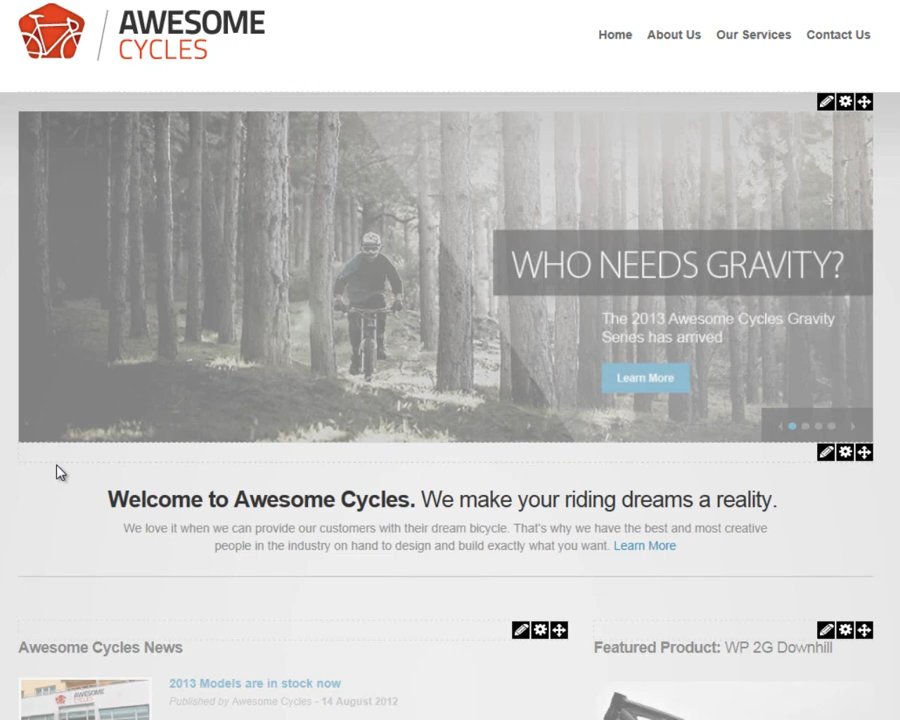 AWESOME
CYCLES
Home About Us Our Services Contact Us
WHO NEEDS GRAVITY?
The 2013 Awesome Cycles Gravity
Series has arrived
Learn More
Welcome to Awesome Cycles. We make your riding dreams a reality.
We love it when we can provide our customers with their dream bicycle. That's why we have the best and most creative
people in the industry on hand to design and build exactly what you want. Learn More
Awesome Cycles News
Featured Product: WP 2G Downhill
2013 Models are in stock now
Published by Awesome Cycles - 14 August 2012
AWESOME
CYCLES